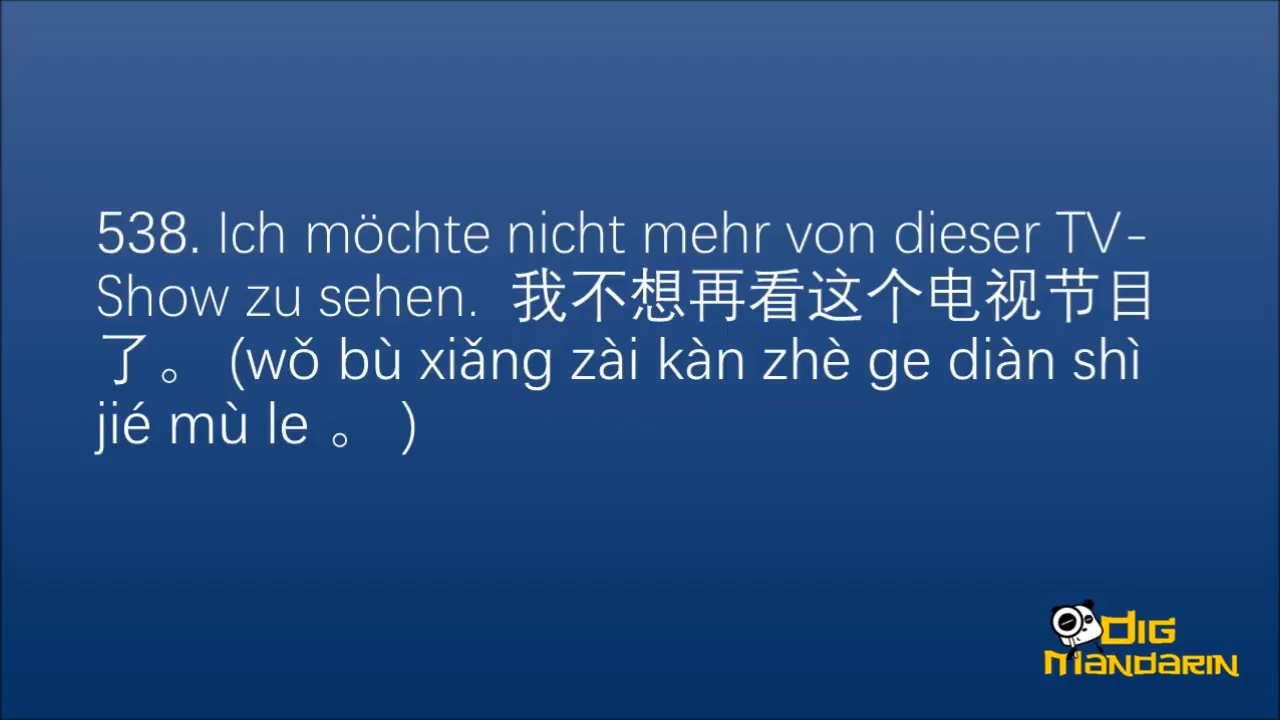 538. Ich möchte nicht mehr von dieser TV-
Show zu sehen. 我不想再看这个电视节目
了。 (wǒ bù xiǎng zài kàn zhè ge diàn shì
jié mù le 。 )
DIG
MANDARIN